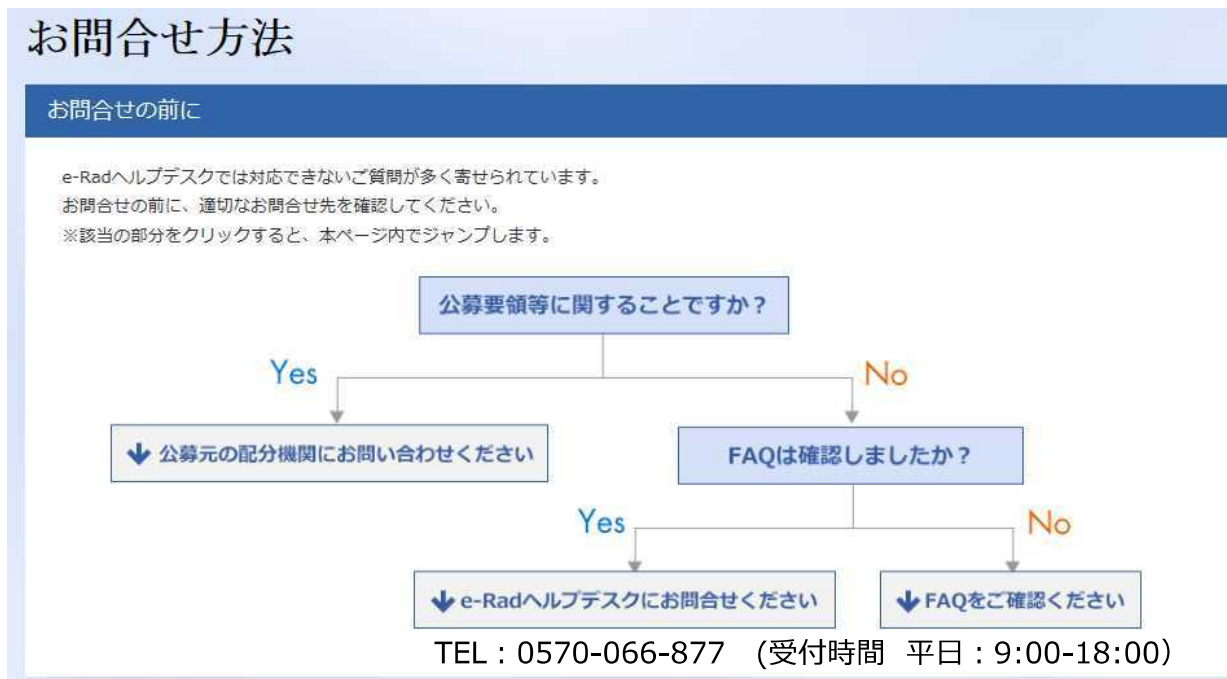 お問合せ方法
お問合せの前に
e-Radヘルプデスクでは対応できないご質問が多く寄せられています。
お問合せの前に、適切なお問合せ先を確認してください。
※該当の部分をクリックすると、本ページ内でジャンプします。
公募要領等に関することですか？
Yes
No
公募元の配分機関にお問い合わせください
FAQは確認しましたか？
Yes
No
e-Radヘルプデスクにお問合せください
FAQをご確認ください
TEL：0570-066-877 (受付時間 平日：9:00-18:00)